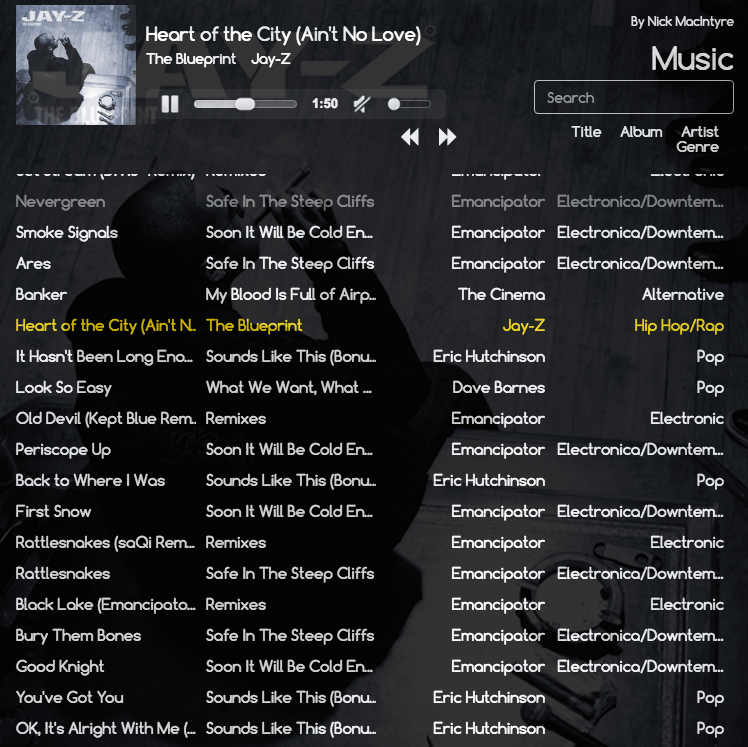 JAY-Z
By Nick MacIntyre
Heart of the City (Ain't No Love)
The Blueprint Jay-Z
Music
1:50
Search
Title Album Artist
Genre
Remixes Emancipator Electronic
Nevergreen Safe In The Steep Cliffs Emancipator Electronica/Downtem...
Smoke Signals Soon It Will Be Cold En... Emancipator Electronica/Downtem...
Ares Safe In The Steep Cliffs Emancipator Electronica/Downtem...
Banker My Blood Is Full of Airp... The Cinema Alternative
Heart of the City (Ain't N.. The Blueprint Jay-Z Hip Hop/Rap
It Hasn't Been Long Eno... Sounds Like This (Bonu... Eric Hutchinson Pop
Look So Easy What We Want, What ... Dave Barnes Pop
Old Devil (Kept Blue Rem.. Remixes Emancipator Electronic
Periscope Up Soon It Will Be Cold En... Emancipator Electronica/Downtem...
Back to Where I Was Sounds Like This (Bonu... Eric Hutchinson Pop
First Snow Soon It Will Be Cold En... Emancipator Electronica/Downtem...
Rattlesnakes (saQi Rem... Remixes Emancipator Electronic
Rattlesnakes Safe In The Steep Cliffs Emancipator Electronica/Downtem...
Black Lake (Emancipato... Remixes Emancipator Electronic
Bury Them Bones Safe In The Steep Cliffs Emancipator Electronica/Downtem...
Good Knight Soon It Will Be Cold En... Emancipator Electronica/Downtem...
You've Got You Sounds Like This (Bonu... Eric Hutchinson Pop
OK, It's Alright With Me (... Sounds Like This (Bonu... Eric Hutchinson Pop